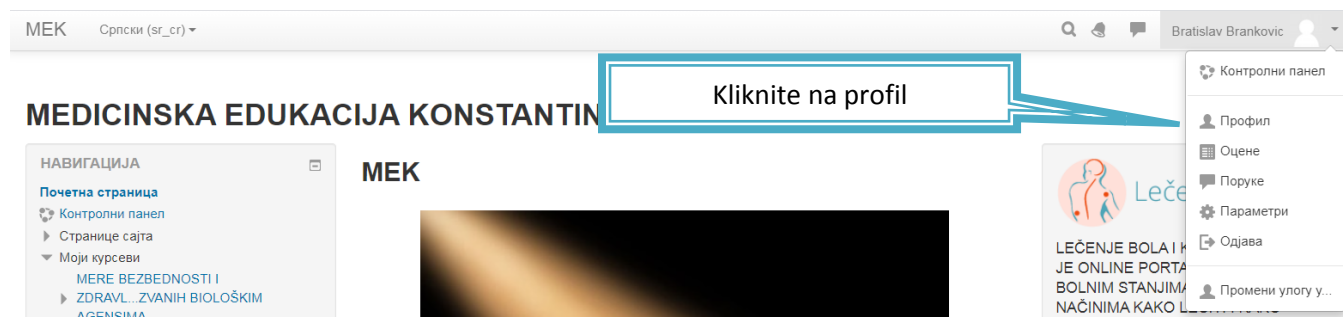 MEK Српски (sr_cr) Bratislav Brankovic
Контролни панел
Профил
Оцене
Поруке
Параметри
Одјава
Промени улогу у...
Kliknite na profil
MEDICINSKA EDUKACIJA KONSTANTIN
НАВИГАЦИЈА
Почетна страница
Контролни панел
Странице сајта
Моји курсеви
MERE BEZBEDNOSTI I
ZDRAVL...ZVANIH BIOLOŠKIM
AGENSIMA
MEK
Leče
LEČENJE BOLA I
JE ONLINE PORTA
BOLNIM STANJIMA
NAČINIMA KAKO